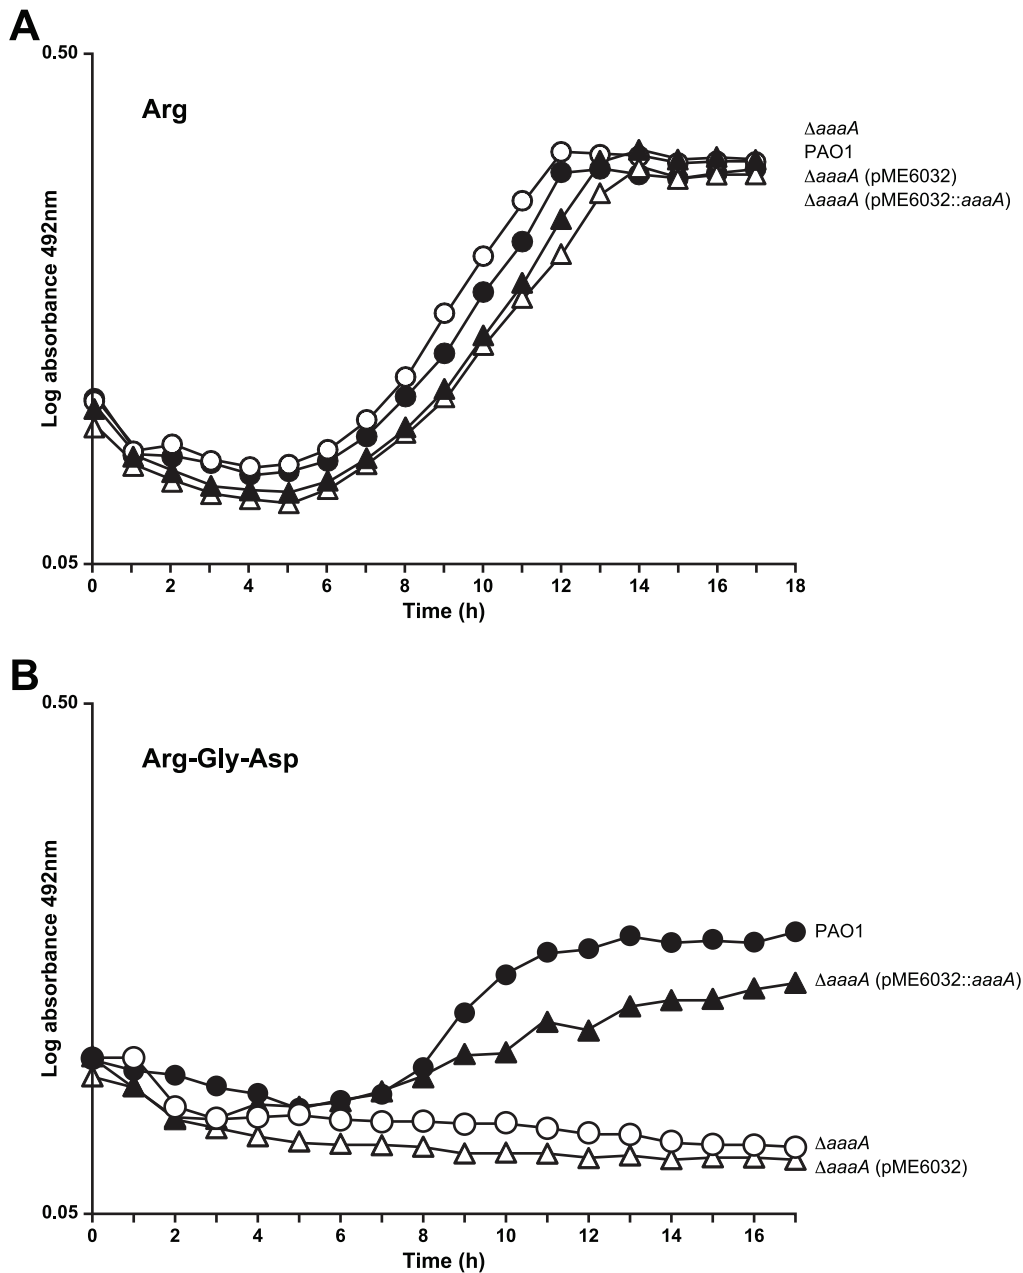 A
0.50
Arg
ΔaaaA
PAO1
ΔaaaA (pME6032)
ΔaaaA (pME6032::aaaA)
Log absorbance 492nm
0.05
0 2 4 6 8 10 12 14 16 18
Time (h)
B
0.50
Arg-Gly-Asp
Log absorbance 492nm
PAO1
ΔaaaA (pME6032::aaaA)
ΔaaaA
ΔaaaA (pME6032)
0.05
0 2 4 6 8 10 12 14 16
Time (h)